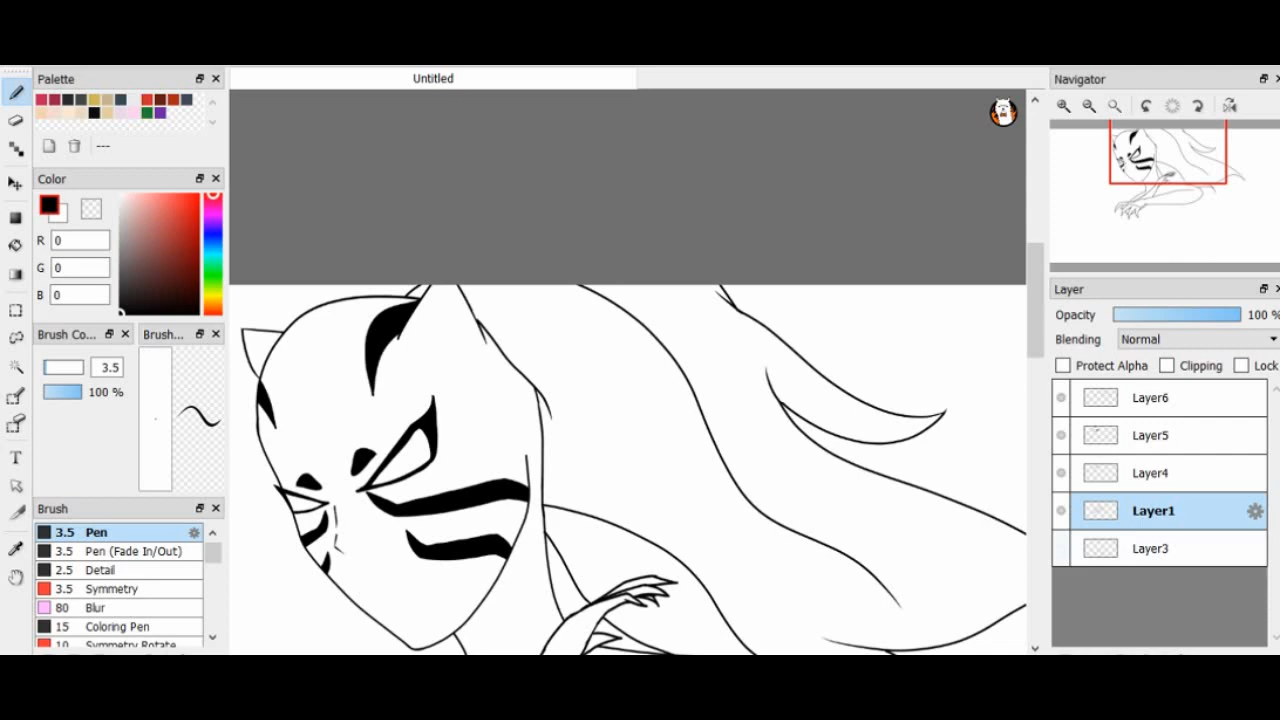 Palette
Untitled
Navigator
---
Color
R 0
G 0
B 0
Brush Co...
Brush...
3.5
100 %
Layer
Opacity 100 %
Blending Normal
Protect Alpha Clipping Lock
Layer6
Layer5
Layer4
Layer1
Layer3
Brush
3.5 Pen
3.5 Pen (Fade In/Out)
2.5 Detail
3.5 Symmetry
80 Blur
15 Coloring Pen
10 Symmetry Rotate